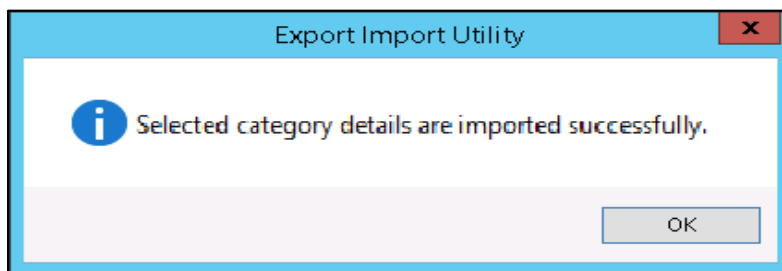 Export Import Utility
x
Selected category details are imported successfully.
OK